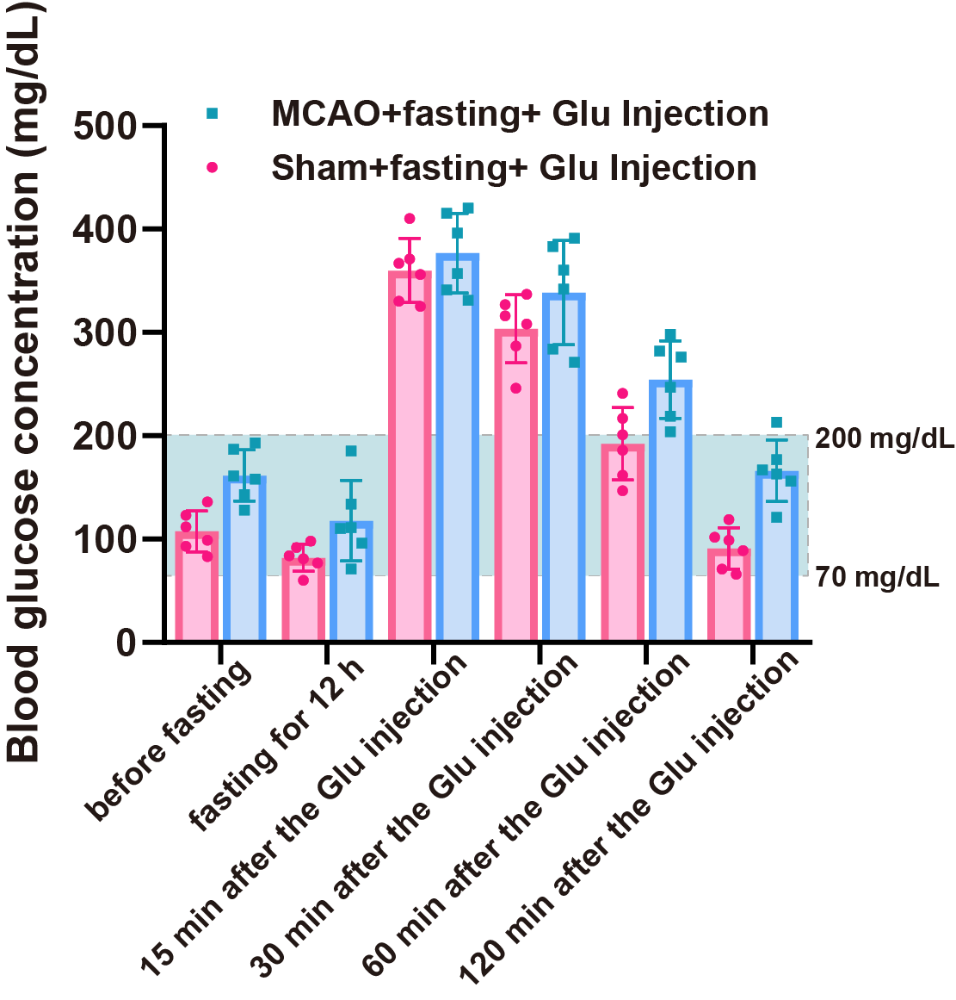 Blood glucose concentration (mg/dL)
MCAO+fasting+ Glu Injection
Sham+fasting+ Glu Injection
500
400
300
200
100
0
200 mg/dL
70 mg/dL
before fasting
fasting for 12 h
15 min after the Glu injection
30 min after the Glu injection
60 min after the Glu injection
120 min after the Glu injection